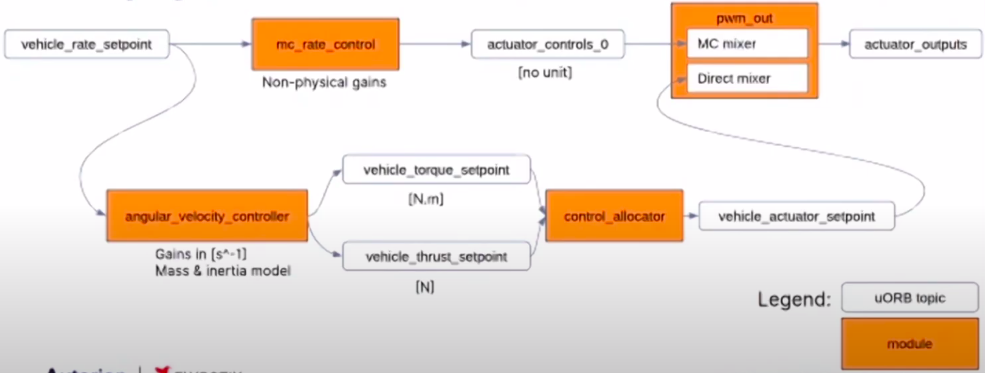 vehicle_rate_setpoint
mc_rate_control
Non-physical gains
actuator_controls_0
[no unit]
pwm_out
MC mixer
Direct mixer
actuator_outputs
angular_velocity_controller
Gains in [s^-1]
Mass & inertia model
vehicle_torque_setpoint
[N.m]
vehicle_thrust_setpoint
[N]
control_allocator
vehicle_actuator_setpoint
Legend:
uORB topic
module